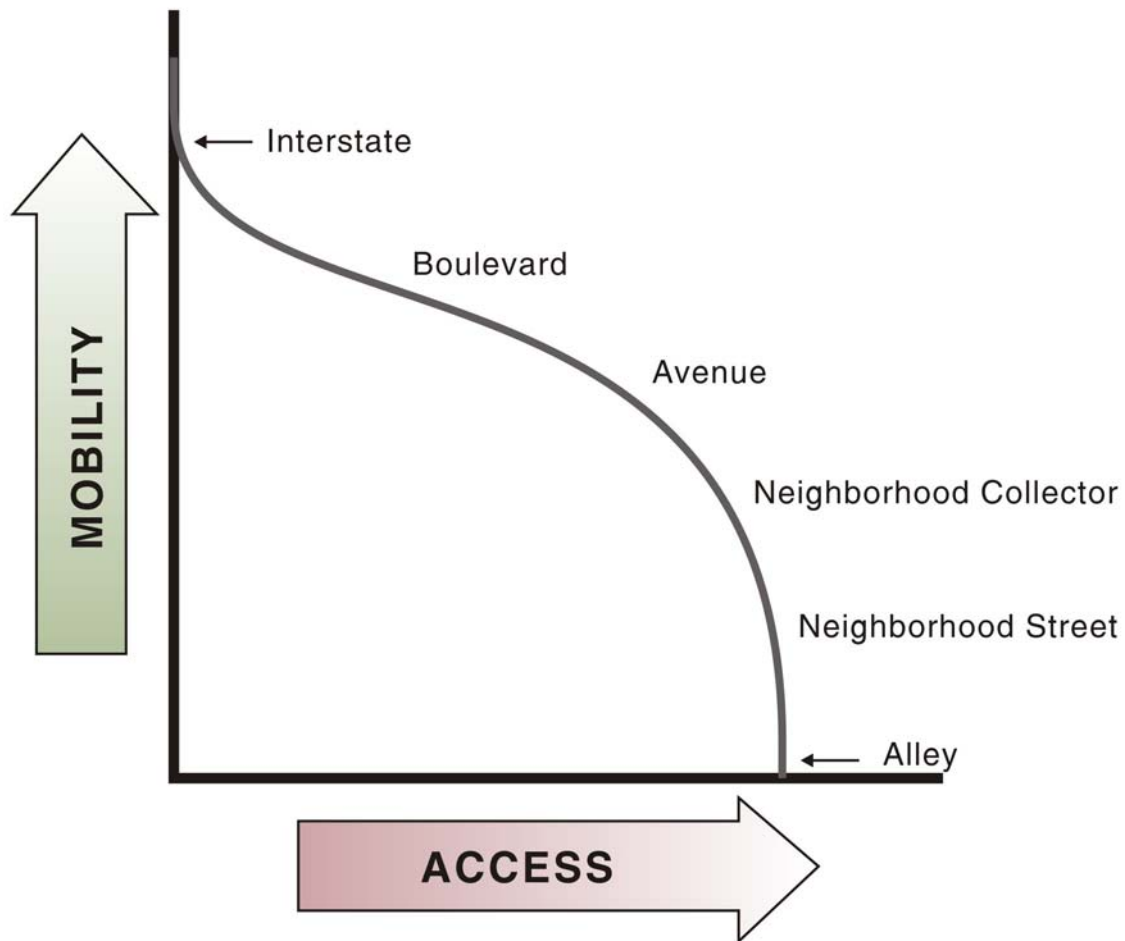 Interstate
Boulevard
Avenue
MOBILITY
Neighborhood Collector
Neighborhood Street
Alley
ACCESS